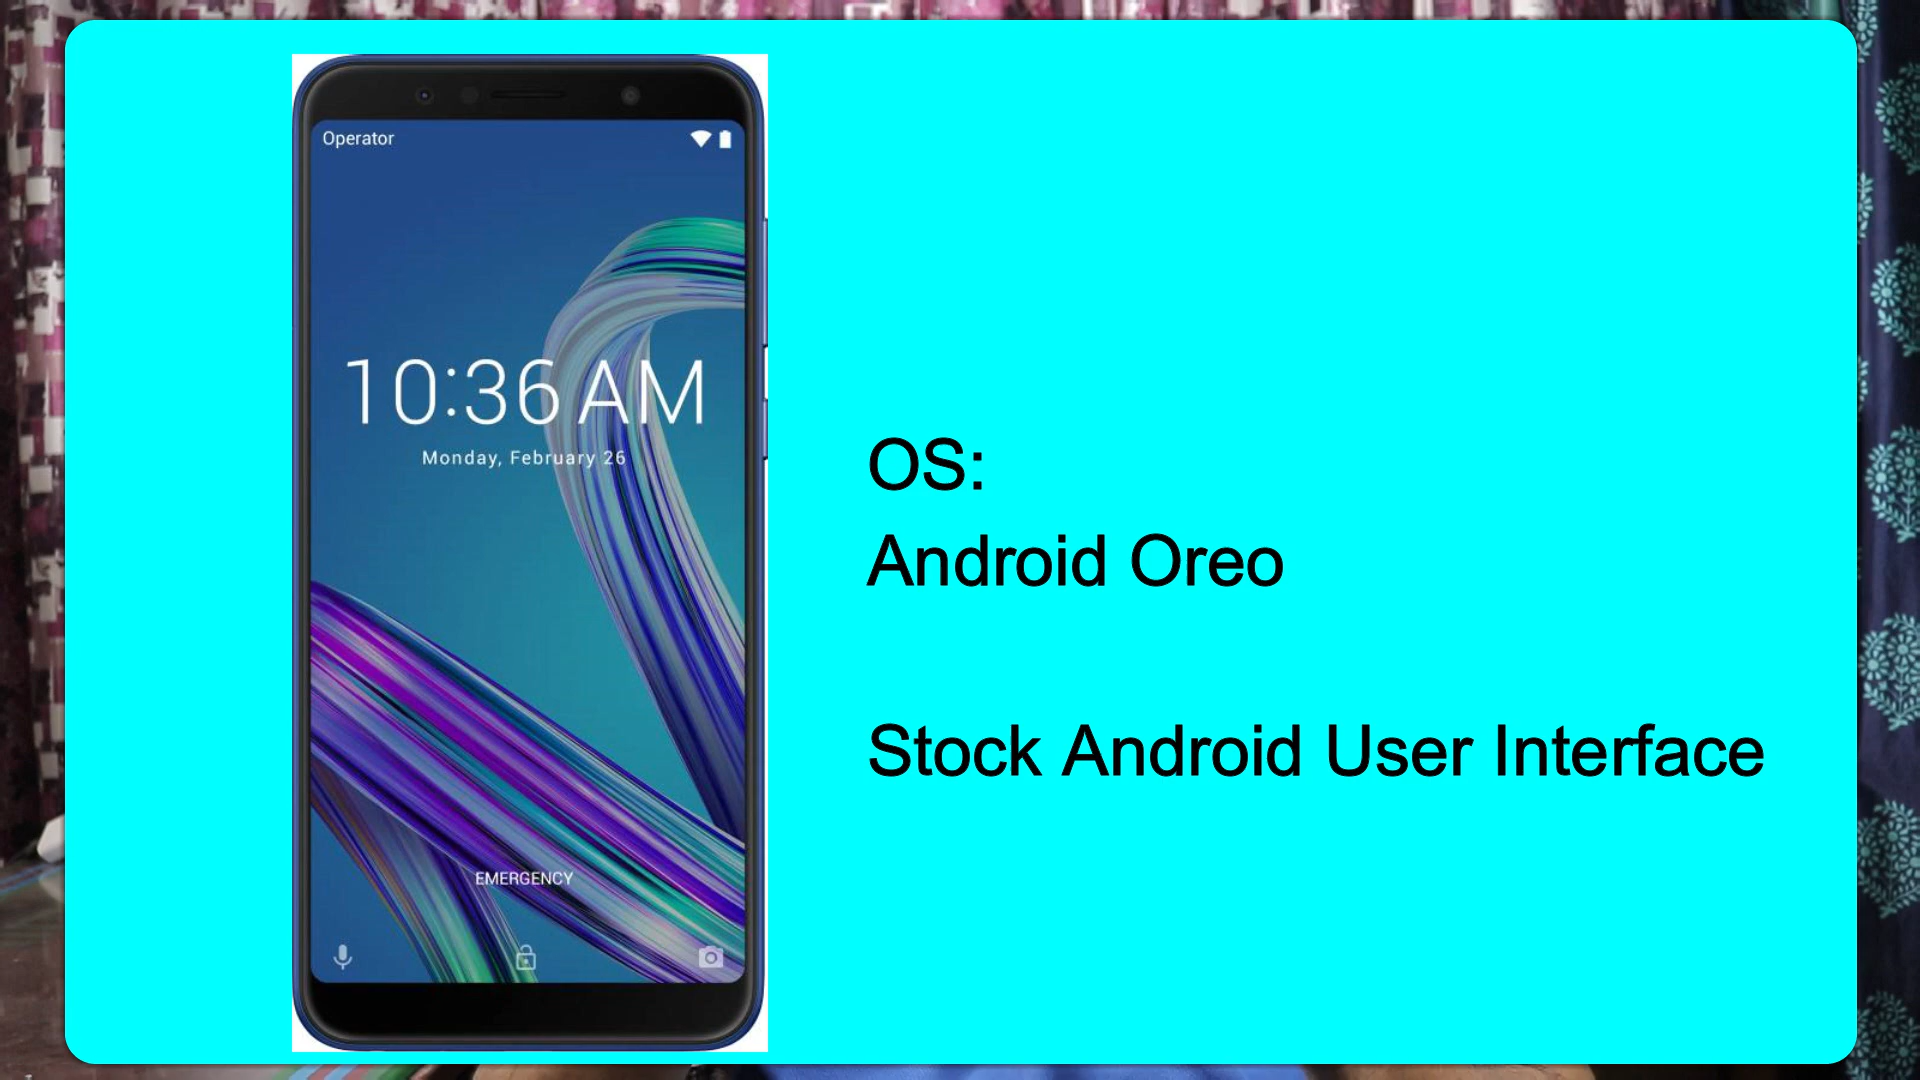 Operator
10:36 AM
Monday, February 26
EMERGENCY
OS:
Android Oreo
Stock Android User Interface